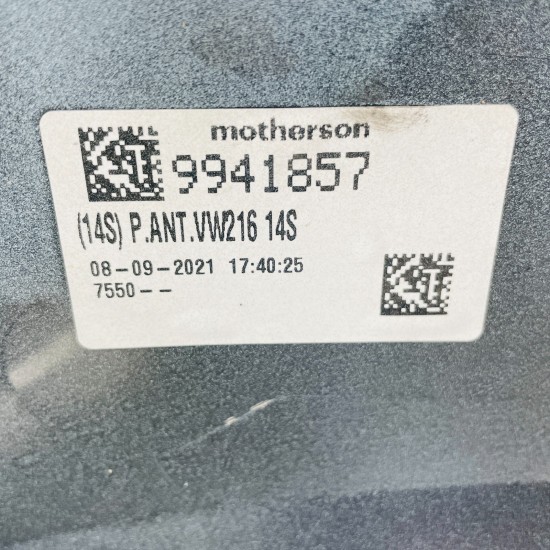 motherson
9941857
(14S) P.ANT.VW216 14S
08-09-2021 17:40:25
7550--